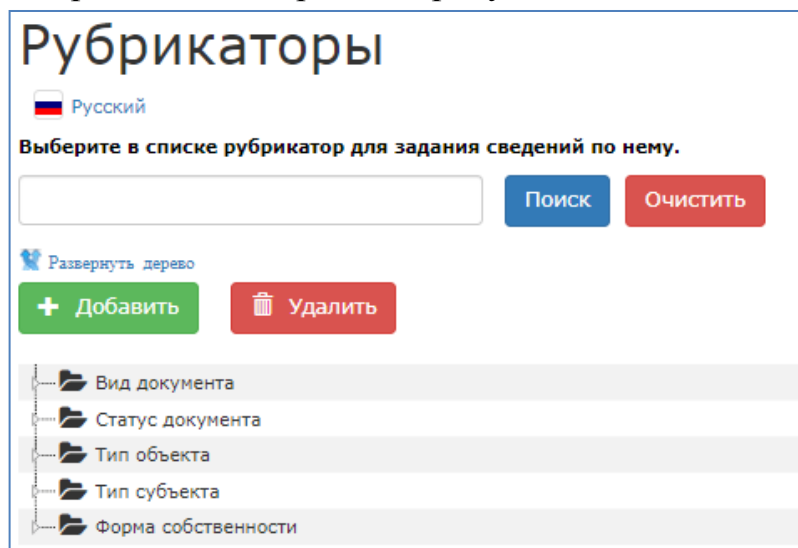 Рубрикаторы
Русский
Выберите в списке рубрикатор для задания сведений по нему.
Поиск Очистить
Развернуть дерево
+ Добавить Удалить
Вид документа
Статус документа
Тип объекта
Тип субъекта
Форма собственности